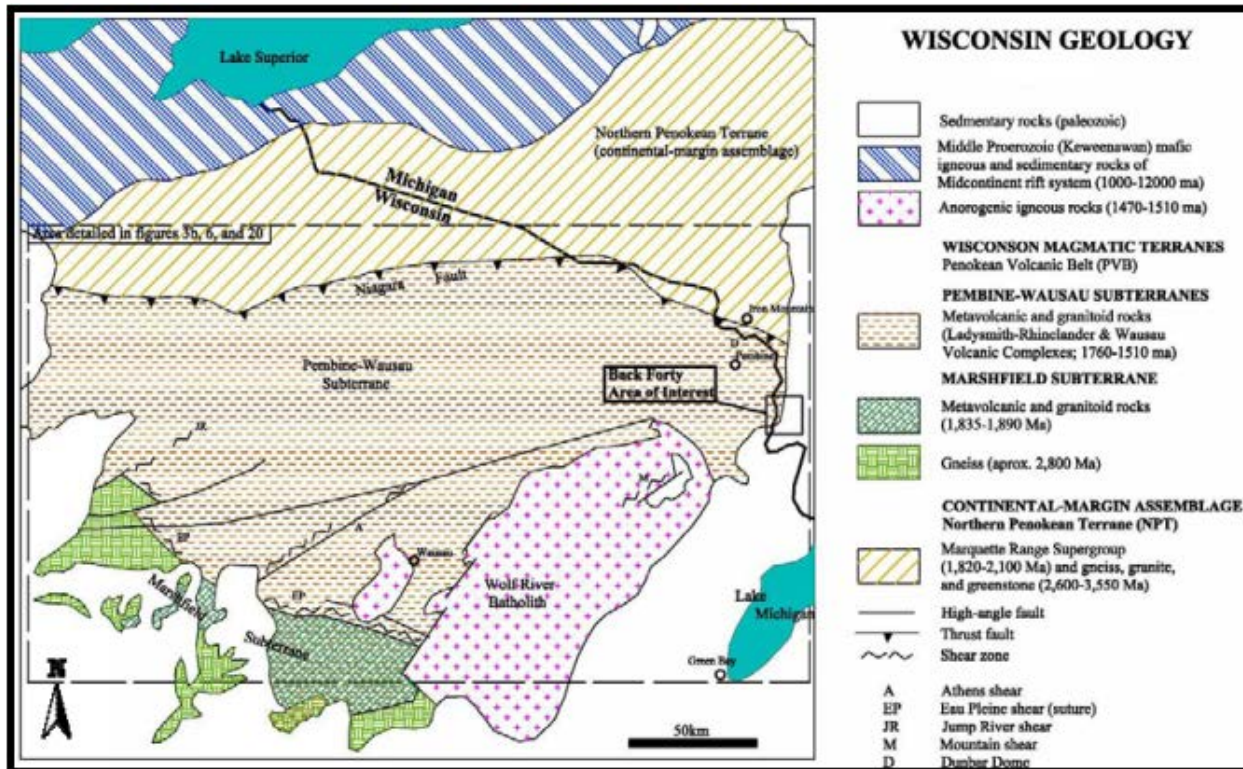 WISCONSIN GEOLOGY
Lake Superior
Northern Penokean Terrane
(continental-margin assemblage)
Michigan
Wisconsin
Area detailed in figures 3b, 6, and 20
Niagara Fault
Iron Mountain
D
Pembine
Pembine-Wausau
Subterrane
Back Forty
Area of Interest
JR
M
A
EP
Wausau
Wolf River
Batholith
Marshfield
Subterrane
EP
Lake
Michigan
Green Bay
N
50km
Sedmentary rocks (paleozoic)
Middle Proerozoic (Keweenawan) mafic
igneous and sedimentary rocks of
Midcontinent rift system (1000-12000 ma)
Anorogenic igneous rocks (1470-1510 ma)
WISCONSON MAGMATIC TERRANES
Penokean Volcanic Belt (PVB)
PEMBINE-WAUSAU SUBTERRANES
Metavolcanic and granitoid rocks
(Ladysmith-Rhinelander & Wausau
Volcanic Complexes; 1760-1510 ma)
MARSHFIELD SUBTERRANE
Metavolcanic and granitoid rocks
(1,835-1,890 Ma)
Gneiss (aprox. 2,800 Ma)
CONTINENTAL-MARGIN ASSEMBLAGE
Northern Penokean Terrane (NPT)
Marquette Range Supergroup
(1,820-2,100 Ma) and gneiss, granite,
and greenstone (2,600-3,550 Ma)
High-angle fault
Thrust fault
Shear zone
A Athens shear
EP Eau Pleine shear (suture)
JR Jump River shear
M Mountain shear
D Dunbar Dome